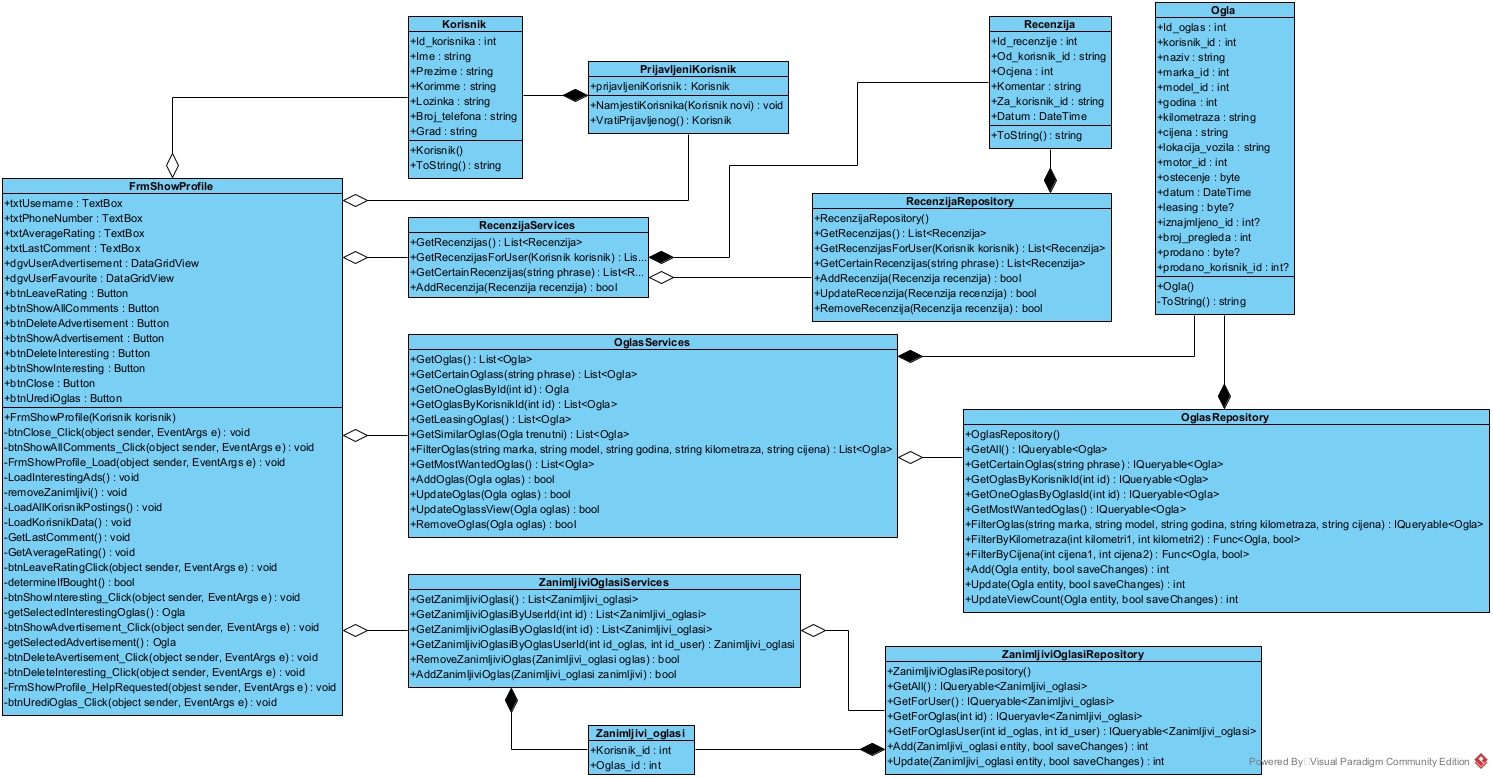 Korisnik
+Id_korisnika : int
+Ime : string
+Prezime : string
+Korimme : string
+Lozinka : string
+Broj_telefona : string
+Grad : string
+Korisnik()
+ToString() : string
PrijavljeniKorisnik
+prijavljeniKorisnik : Korisnik
+NamjestiKorisnika(Korisnik novi) : void
+VratiPrijavljenog() : Korisnik
Recenzija
+Id_recenzije : int
+Od_korisnik_id : string
+Ocjena : int
+Komentar : string
+Za_korisnik_id : string
+Datum : DateTime
+ToString() : string
Ogla
+Id_oglas : int
+korisnik_id : int
+naziv : string
+marka_id : int
+model_id : int
+godina : int
+kilometraza : string
+cijena : string
+lokacija_vozila : string
+motor_id : int
+ostecenje : byte
+datum : DateTime
+leasing : byte?
+iznajmljeno_id : int?
+broj_pregleda : int
+prodano : byte?
+prodano_korisnik_id : int?
+Ogla()
-ToString() : string
FrmShowProfile
+txtUsername : TextBox
+txtPhoneNumber : TextBox
+txtAverageRating : TextBox
+txtLastComment : TextBox
+dgvUserAdvertisement : DataGridView
+dgvUserFavourite : DataGridView
+btnLeaveRating : Button
+btnShowAllComments : Button
+btnDeleteAdvertisement : Button
+btnShowAdvertisement : Button
+btnDeleteInteresting : Button
+btnShowInteresting : Button
+btnClose : Button
+btnUrediOglas : Button
+FrmShowProfile(Korisnik korisnik)
-btnClose_Click(object sender, EventArgs e) : void
-btnShowAllComments_Click(object sender, EventArgs e) : void
-FrmShowProfile_Load(object sender, EventArgs e) : void
-LoadInterestingAds() : void
-removeZanimljivi() : void
-LoadAllKorisnikPostings() : void
-LoadKorisnikData() : void
-GetLastComment() : void
-GetAverageRating() : void
-btnLeaveRatingClick(object sender, EventArgs e) : void
-determineIfBought() : bool
-btnShowInteresting_Click(object sender, EventArgs e) : void
-getSelectedInterestingOglas() : Ogla
-btnShowAdvertisement_Click(object sender, EventArgs e) : void
-getSelectedAdvertisement() : Ogla
-btnDeleteAvertisement_Click(object sender, EventArgs e) : void
-btnDeleteInteresting_Click(object sender, EventArgs e) : void
-FrmShowProfile_HelpRequested(objest sender, EventArgs e) : void
-btnUrediOglas_Click(object sender, EventArgs e) : void
RecenzijaServices
+GetRecenzijas() : List<Recenzija>
+GetRecenzijasForUser(Korisnik korisnik) : Lis...
+GetCertainRecenzijas(string phrase) : List<R...
+AddRecenzija(Recenzija recenzija) : bool
RecenzijaRepository
+RecenzijaRepository()
+GetRecenzijas() : List<Recenzija>
+GetRecenzijasForUser(Korisnik korisnik) : List<Recenzija>
+GetCertainRecenzijas(string phrase) : List<Recenzija>
+AddRecenzija(Recenzija recenzija) : bool
+UpdateRecenzija(Recenzija recenzija) : bool
+RemoveRecenzija(Recenzija recenzija) : bool
OglasServices
+GetOglas() : List<Ogla>
+GetCertainOglass(string phrase) : List<Ogla>
+GetOneOglasById(int id) : Ogla
+GetOglasByKorisnikId(int id) : List<Ogla>
+GetLeasingOglas() : List<Ogla>
+GetSimilarOglas(Ogla trenutni) : List<Ogla>
+FilterOglas(string marka, string model, string godina, string kilometraza, string cijena) : List<Ogla>
+GetMostWantedOglas() : List<Ogla>
+AddOglas(Ogla oglas) : bool
+UpdateOglas(Ogla oglas) : bool
+UpdateOglassView(Ogla oglas) : bool
+RemoveOglas(Ogla oglas) : bool
OglasRepository
+OglasRepository()
+GetAll() : IQueryable<Ogla>
+GetCertainOglas(string phrase) : IQueryable<Ogla>
+GetOglasByKorisnikId(int id) : IQueryable<Ogla>
+GetOneOglasByOglasId(int id) : IQueryable<Ogla>
+GetMostWantedOglas() : IQueryable<Ogla>
+FilterOglas(string marka, string model, string godina, string kilometraza, string cijena) : IQueryable<Ogla>
+FilterByKilometraza(int kilometri1, int kilometri2) : Func<Ogla, bool>
+FilterByCijena(int cijena1, int cijena2) : Func<Ogla, bool>
+Add(Ogla entity, bool saveChanges) : int
+Update(Ogla entity, bool saveChanges) : int
+UpdateViewCount(Ogla entity, bool saveChanges) : int
ZanimljiviOglasiServices
+GetZanimljiviOglasi() : List<Zanimljivi_oglasi>
+GetZanimljiviOglasiByUserId(int id) : List<Zanimljivi_oglasi>
+GetZanimljiviOglasiByOglasId(int id) : List<Zanimljivi_oglasi>
+GetZanimljiviOglasiByOglasUserId(int id_oglas, int id_user) : Zanimljivi_oglasi
+RemoveZanimljiviOglas(Zanimljivi_oglasi oglas) : bool
+AddZanimljiviOglas(Zanimljivi_oglasi zanimljivi) : bool
ZanimljiviOglasiRepository
+ZanimljiviOglasiRepository()
+GetAll() : IQueryable<Zanimljivi_oglasi>
+GetForUser() : IQueryable<Zanimljivi_oglasi>
+GetForOglas(int id) : IQueryavle<Zanimljivi_oglasi>
+GetForOglasUser(int id_oglas, int id_user) : IQueryable<Zanimljivi_oglasi>
+Add(Zanimljivi_oglasi entity, bool saveChanges) : int
+Update(Zanimljivi_oglasi entity, bool saveChanges) : int
Zanimljivi_oglasi
+Korisnik_id : int
+Oglas_id : int
Powered By Visual Paradigm Community Edition